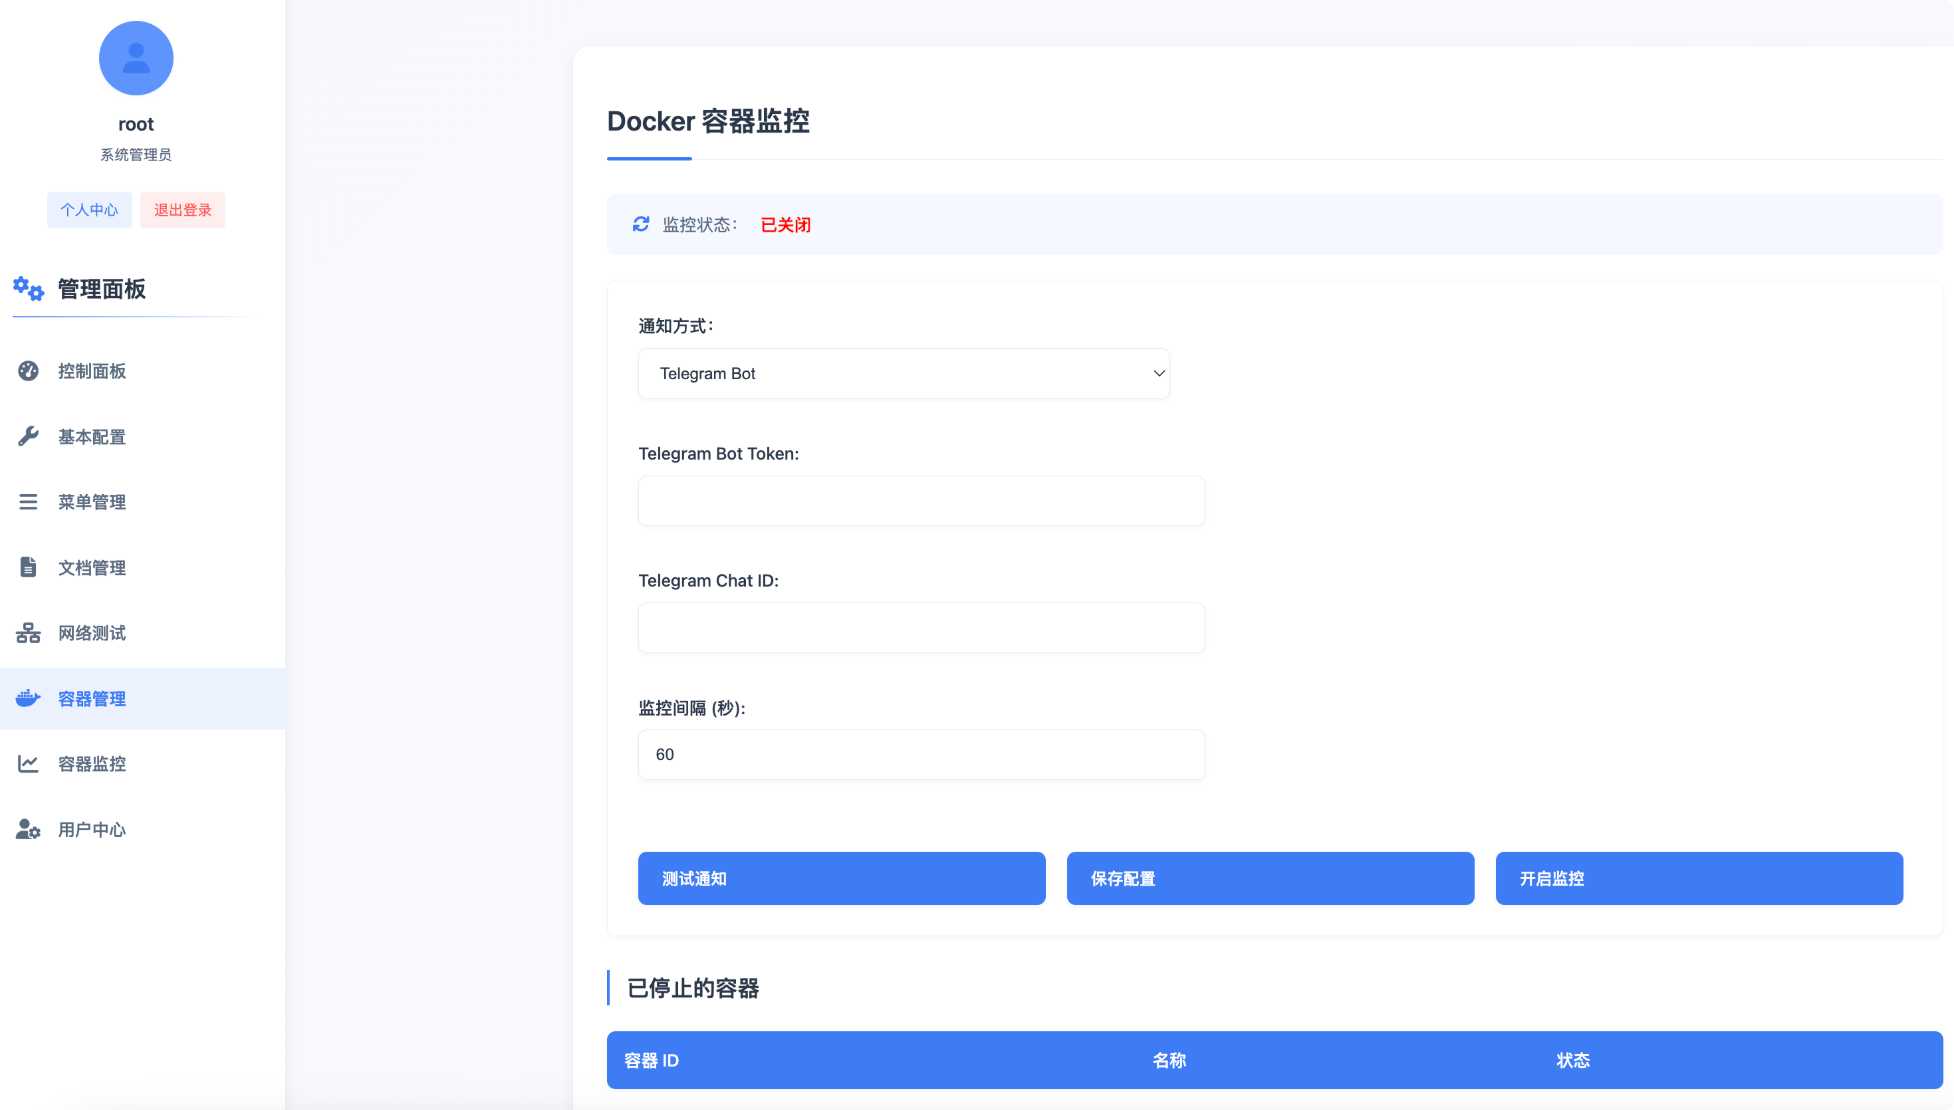 root
系统管理员
个人中心 退出登录
管理面板
控制面板
基本配置
菜单管理
文档管理
网络测试
容器管理
容器监控
用户中心
Docker 容器监控
监控状态： 已关闭
通知方式：
Telegram Bot
Telegram Bot Token:
Telegram Chat ID:
监控间隔 (秒):
60
测试通知 保存配置 开启监控
已停止的容器
容器 ID 名称 状态